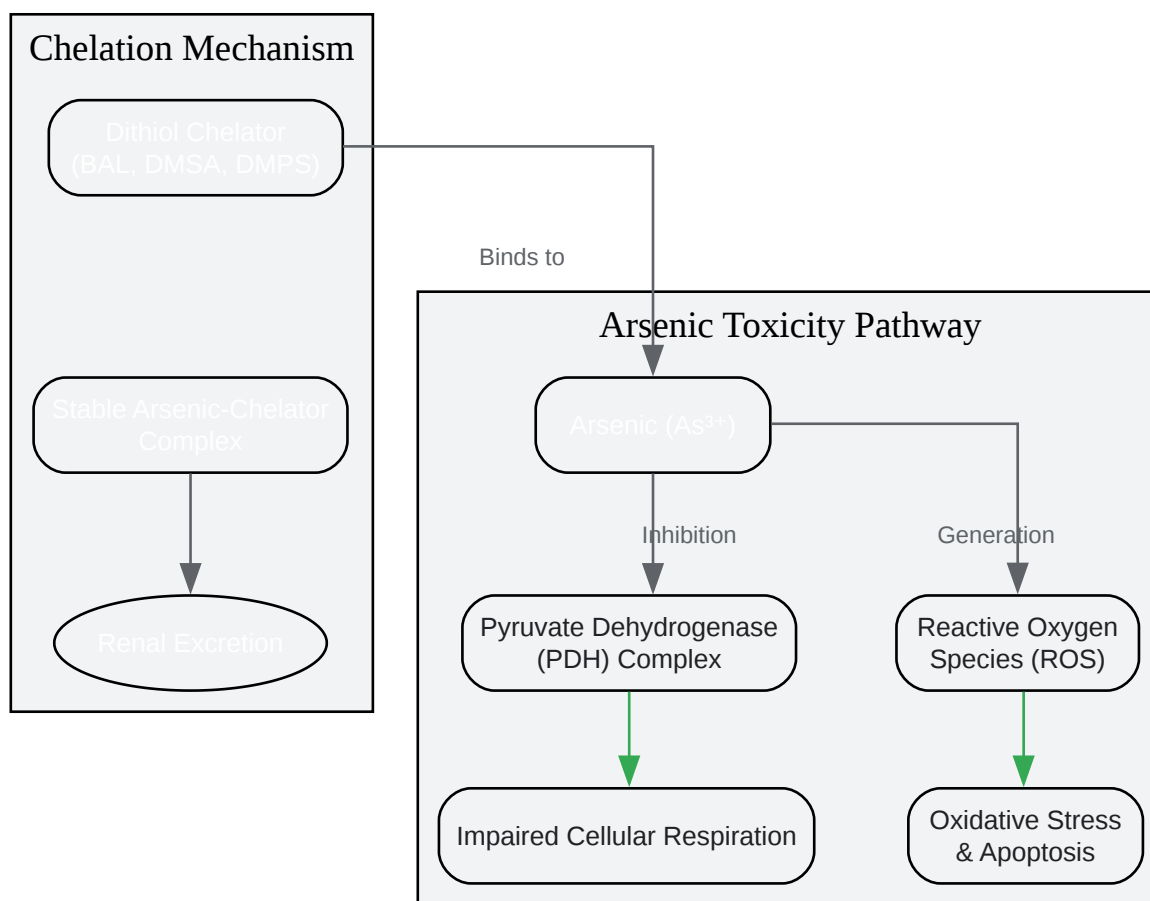 Chelation Mechanism
Dithiol Chelator
(BAL, DMSA, DMPS)
Binds to
Stable Arsenic-Chelator
Complex
Renal Excretion
Arsenic Toxicity Pathway
Arsenic (As³⁺)
Inhibition
Generation
Pyruvate Dehydrogenase
(PDH) Complex
Reactive Oxygen
Species (ROS)
Impaired Cellular Respiration
Oxidative Stress
& Apoptosis